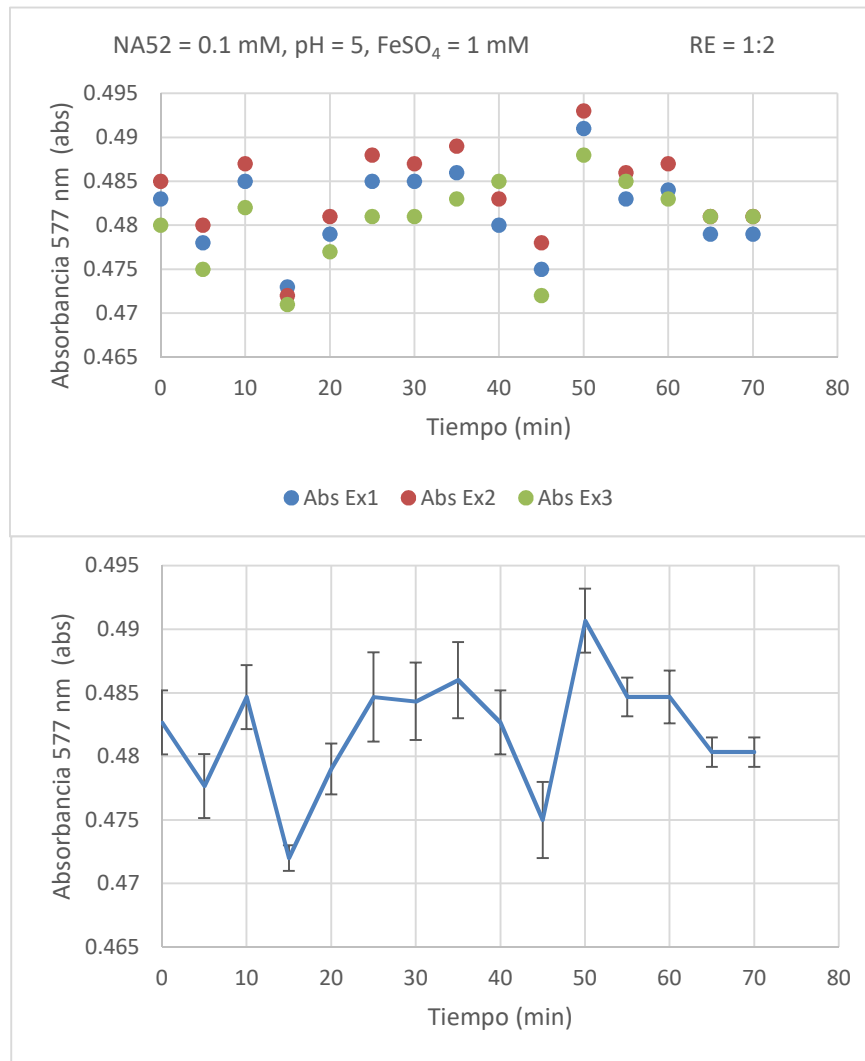 NA52 = 0.1 mM, pH = 5, FeSO₄ = 1 mM RE = 1:2
Absorbancia 577 nm (abs)
0.495
0.49
0.485
0.48
0.475
0.47
0.465
0 10 20 30 40 50 60 70 80
Tiempo (min)
Abs Ex1 Abs Ex2 Abs Ex3
Absorbancia 577 nm (abs)
0.495
0.49
0.485
0.48
0.475
0.47
0.465
0 10 20 30 40 50 60 70 80
Tiempo (min)